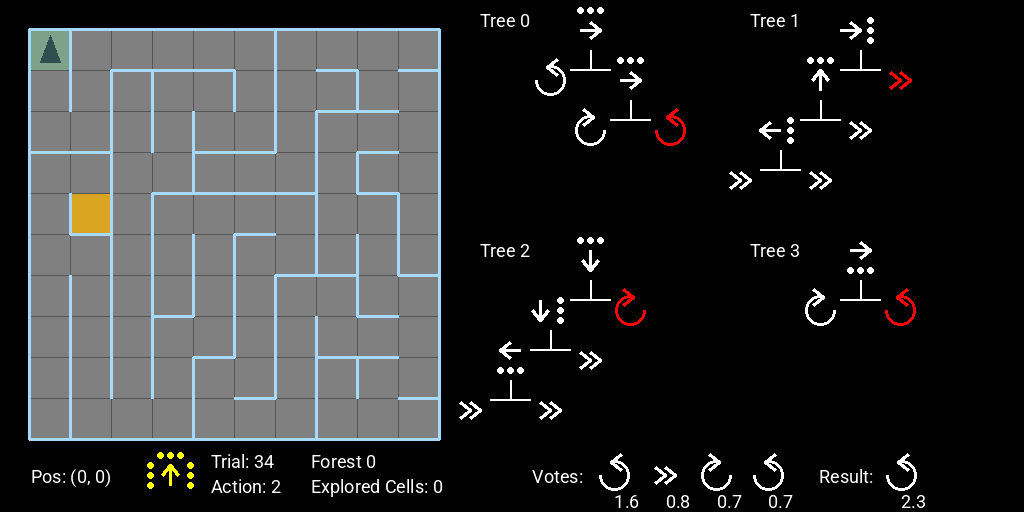 Tree 0
Tree 1
Tree 2
Tree 3
Pos: (0, 0)
Trial: 34
Forest 0
Action: 2
Explored Cells: 0
Votes:
1.6
0.8
0.7
0.7
Result:
2.3